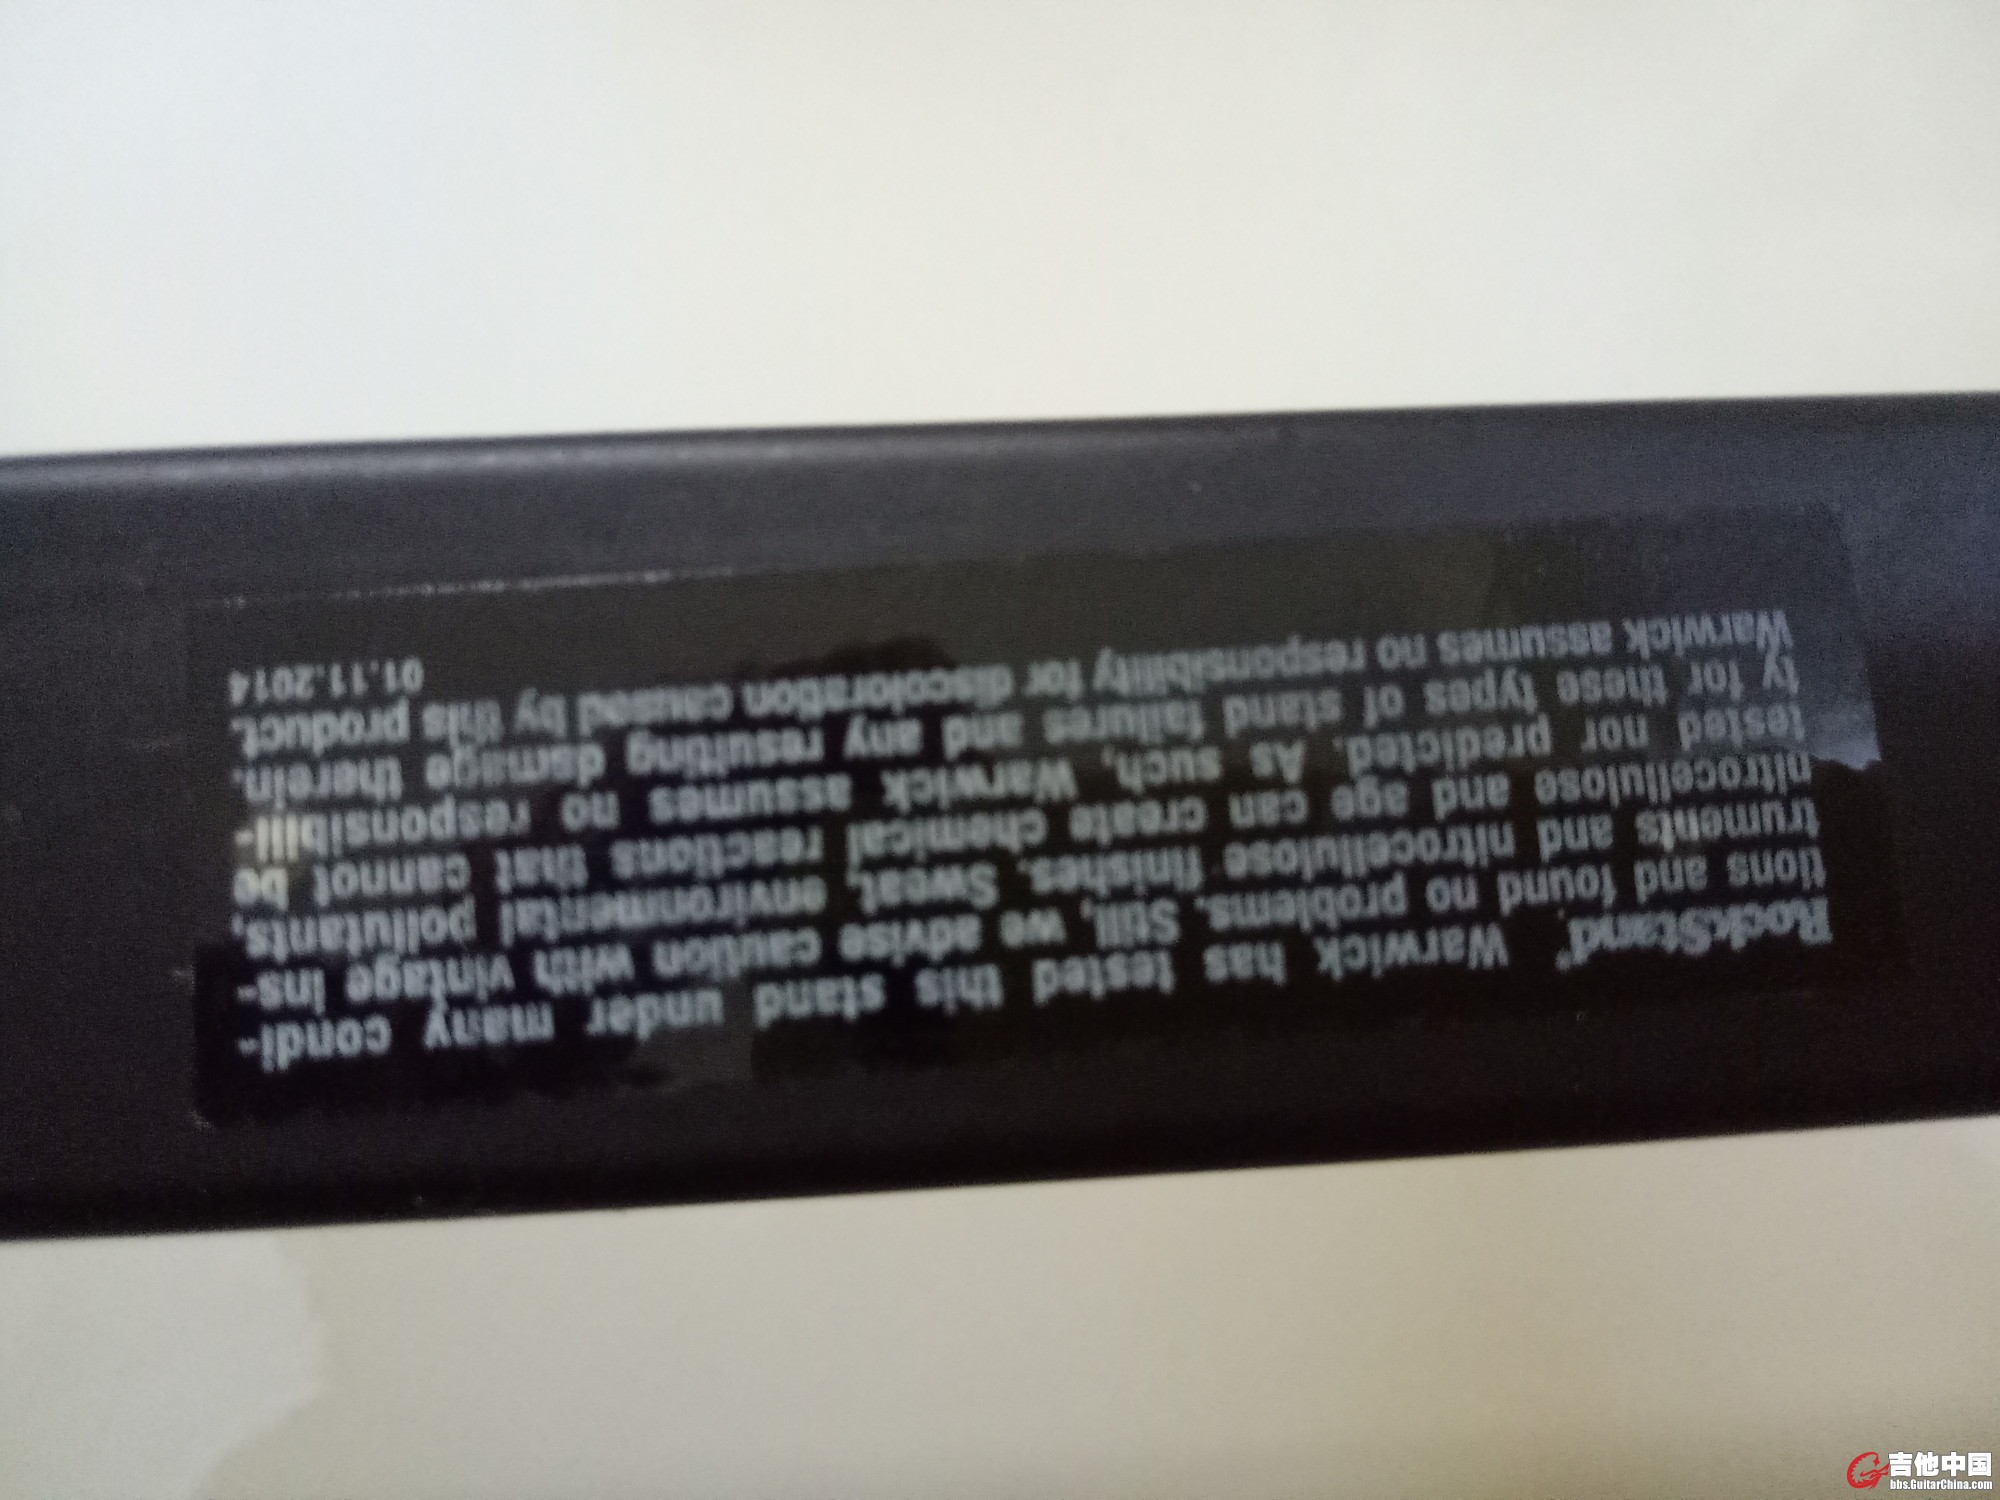 RockStand® Warwick has tested this stand under many condi-
tions and found no problems. Still, we advise caution with vintage ins-
truments and nitrocellulose finishes. Sweat, environmental pollutants,
nitrocellulose and age can create chemical reactions that cannot be
tested nor predicted. As such, Warwick assumes no responsibili-
ty for these types of stand failures and any resulting damage therein.
Warwick assumes no responsibility for discoloration caused by this product.
01.11.2014
吉他中国
bbs.GuitarChina.com